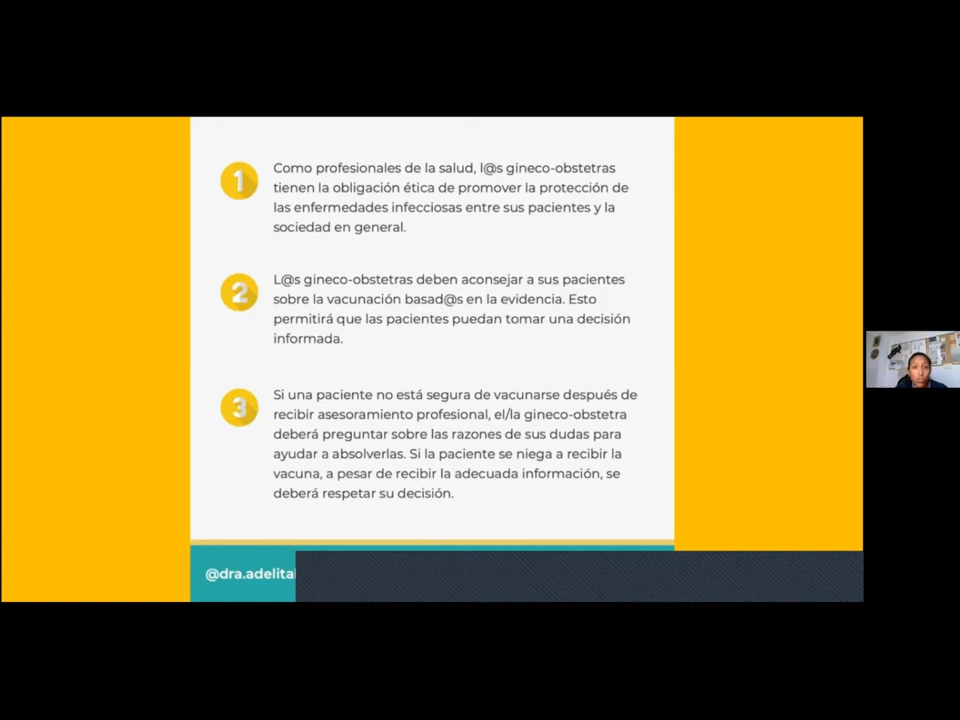 1
Como profesionales de la salud, l@s gineco-obstetras
tienen la obligación ética de promover la protección de
las enfermedades infecciosas entre sus pacientes y la
sociedad en general.
2
L@s gineco-obstetras deben aconsejar a sus pacientes
sobre la vacunación basad@s en la evidencia. Esto
permitirá que las pacientes puedan tomar una decisión
informada.
3
Si una paciente no está segura de vacunarse después de
recibir asesoramiento profesional, el/la gineco-obstetra
deberá preguntar sobre las razones de sus dudas para
ayudar a absolverlas. Si la paciente se niega a recibir la
vacuna, a pesar de recibir la adecuada información, se
deberá respetar su decisión.
@dra.adelita